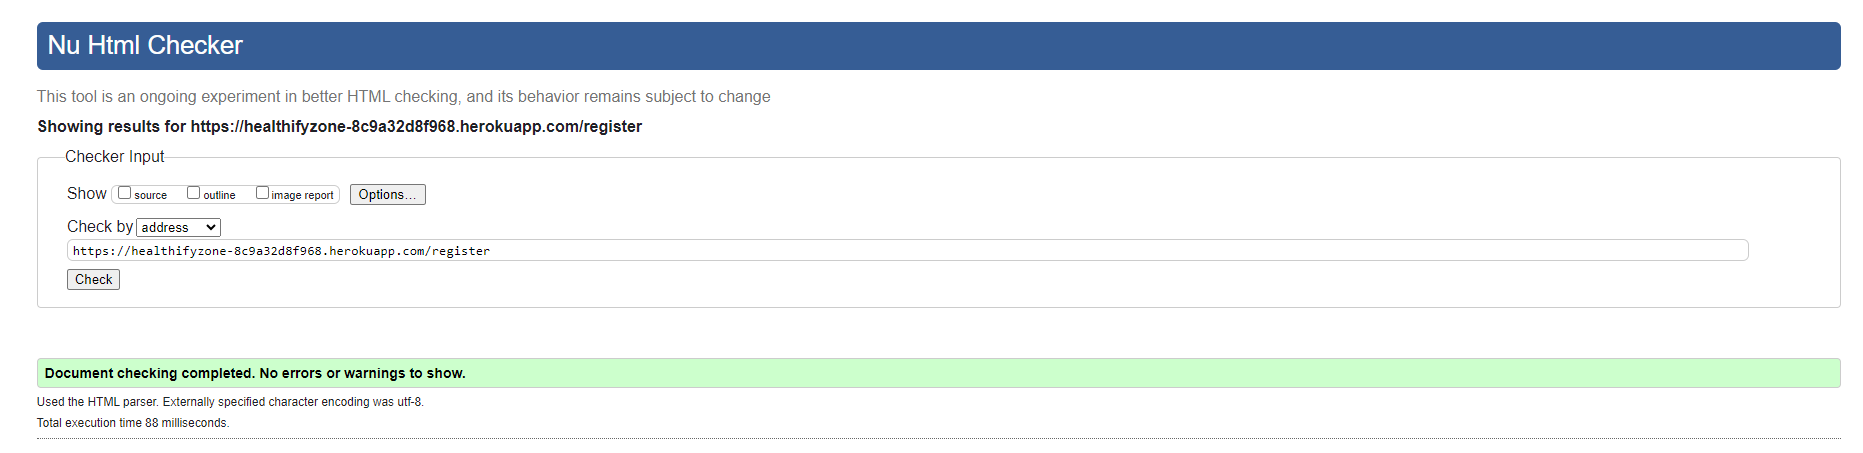 Nu Html Checker
This tool is an ongoing experiment in better HTML checking, and its behavior remains subject to change
Showing results for https://healthifyzone-8c9a32d8f968.herokuapp.com/register
Checker Input
Show source outline image report Options...
Check by address
https://healthifyzone-8c9a32d8f968.herokuapp.com/register
Check
Document checking completed. No errors or warnings to show.
Used the HTML parser. Externally specified character encoding was utf-8.
Total execution time 88 milliseconds.